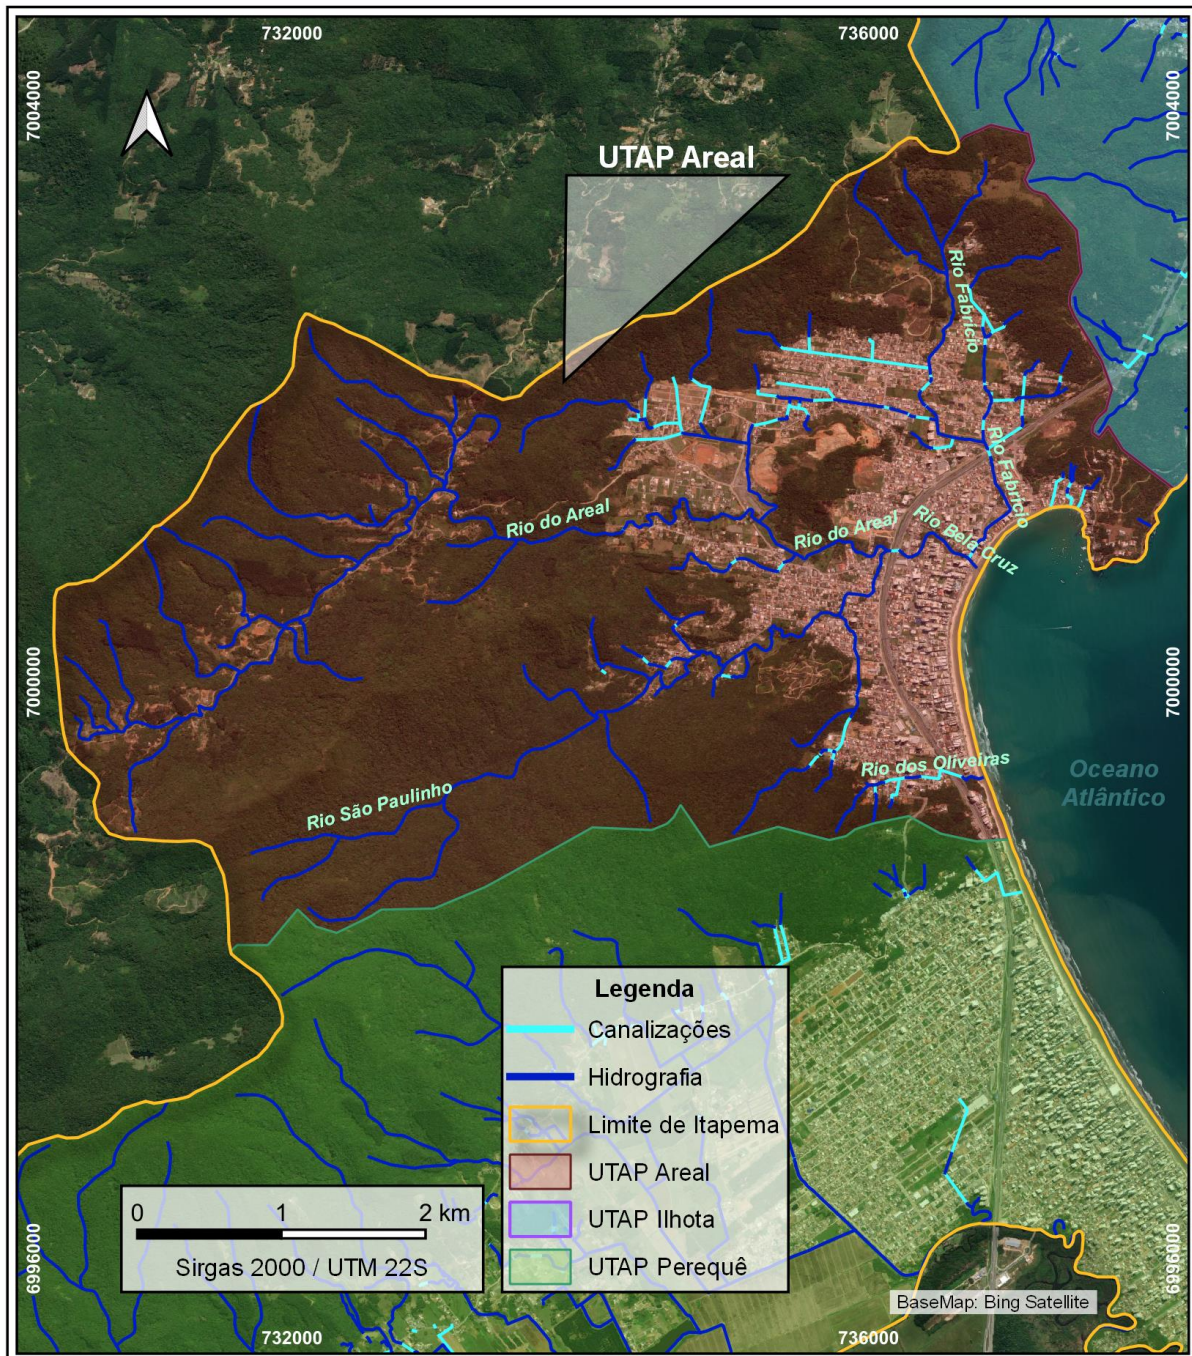 732000
736000
7004000
7004000
UTAP Areal
Rio Fabrício
Rio Fabrício
Rio do Areal
Rio do Areal
Rio Bela Cruz
7000000
7000000
Rio dos Oliveiras
Oceano
Atlântico
Rio São Paulinho
Legenda
Canalizações
Hidrografia
Limite de Itapema
UTAP Areal
UTAP Ilhota
UTAP Perequê
0 1 2 km
Sirgas 2000 / UTM 22S
6996000
6996000
BaseMap: Bing Satellite
732000
736000